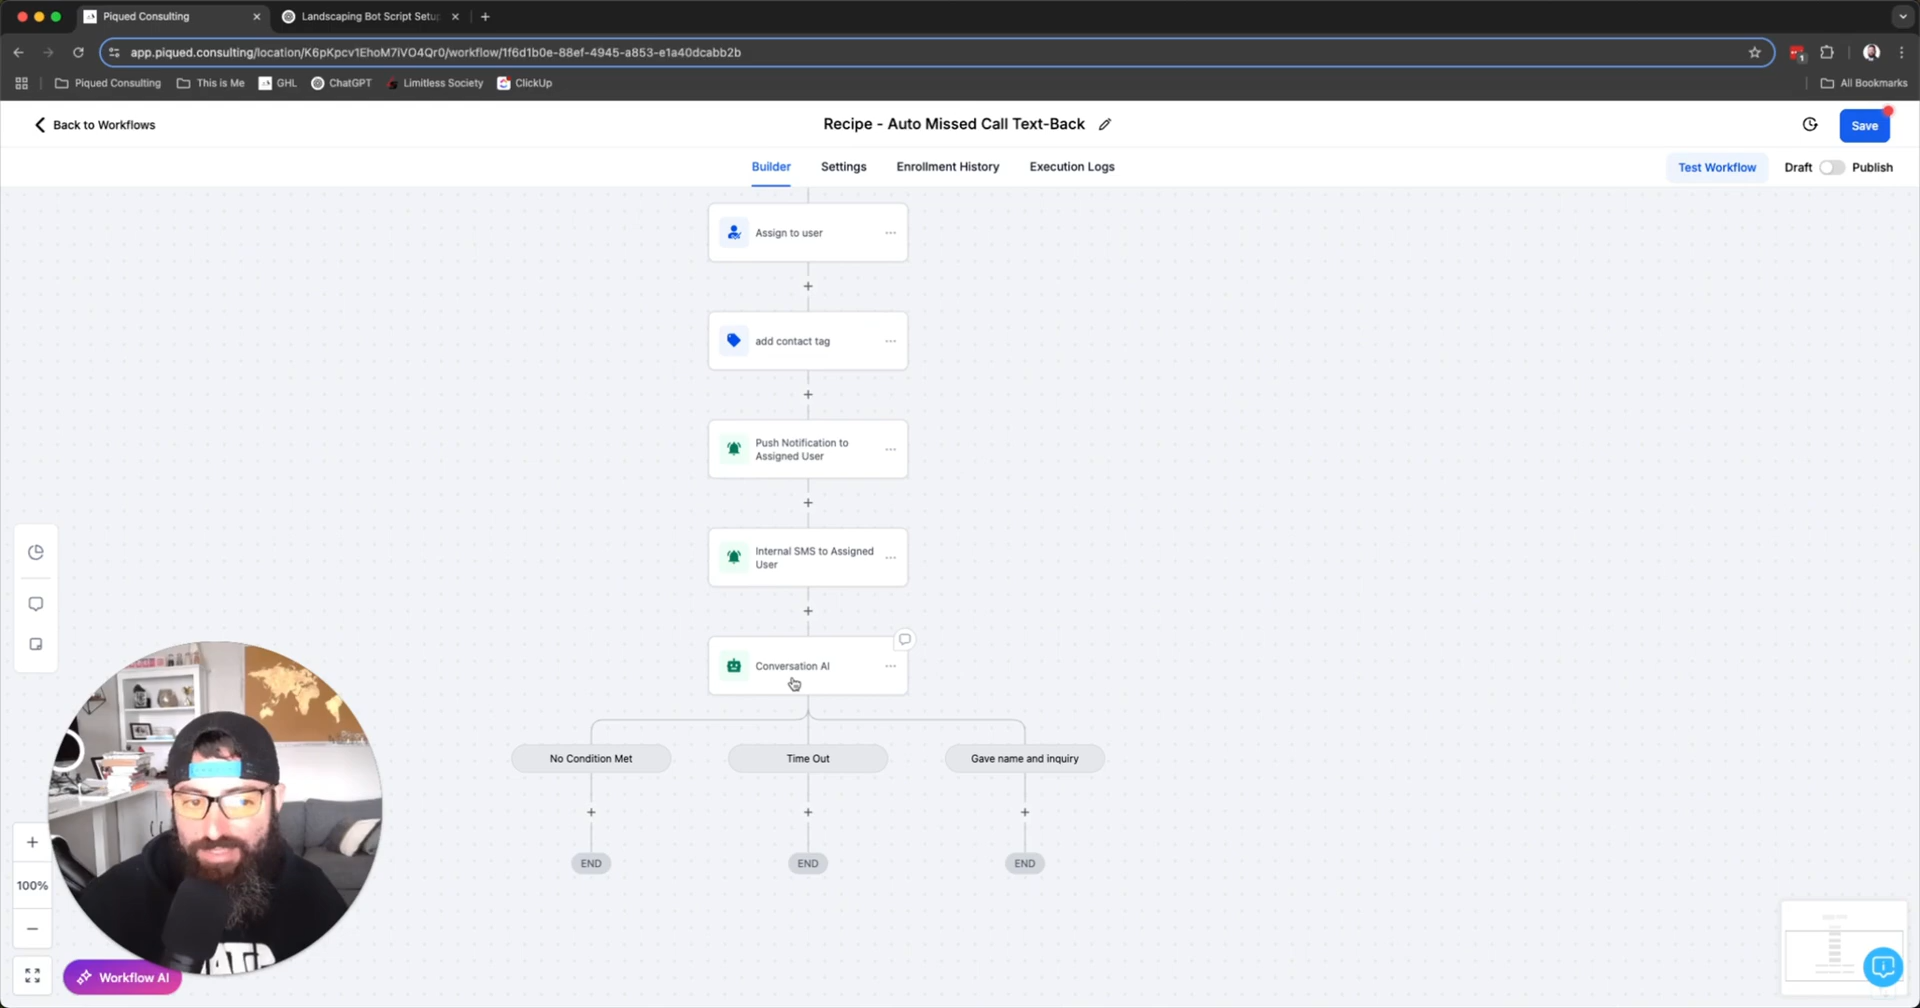 Piqued Consulting
Landscaping Bot Script Setup
app.piqued.consulting/location/K6pKpcv1EhoM7iVO4Qr0/workflow/1f6d1b0e-88ef-4945-a853-e1a40dcabb2b
1
Piqued Consulting
This is Me
GHL
ChatGPT
Limitless Society
ClickUp
All Bookmarks
Back to Workflows
Recipe - Auto Missed Call Text-Back
Save
Builder
Settings
Enrollment History
Execution Logs
Test Workflow
Draft
Publish
Assign to user
add contact tag
Push Notification to
Assigned User
Internal SMS to Assigned
User
Conversation AI
No Condition Met
Time Out
Gave name and inquiry
END
END
END
100%
Workflow AI